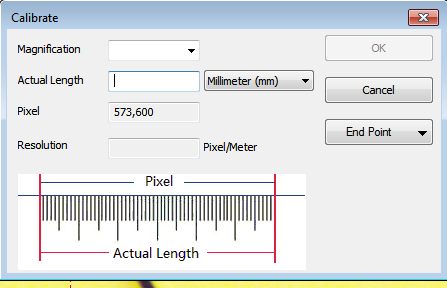 Calibrate
Magnification
OK
Actual Length
Millimeter (mm)
Cancel
Pixel
573,600
End Point
Resolution
Pixel/Meter
Pixel
Actual Length